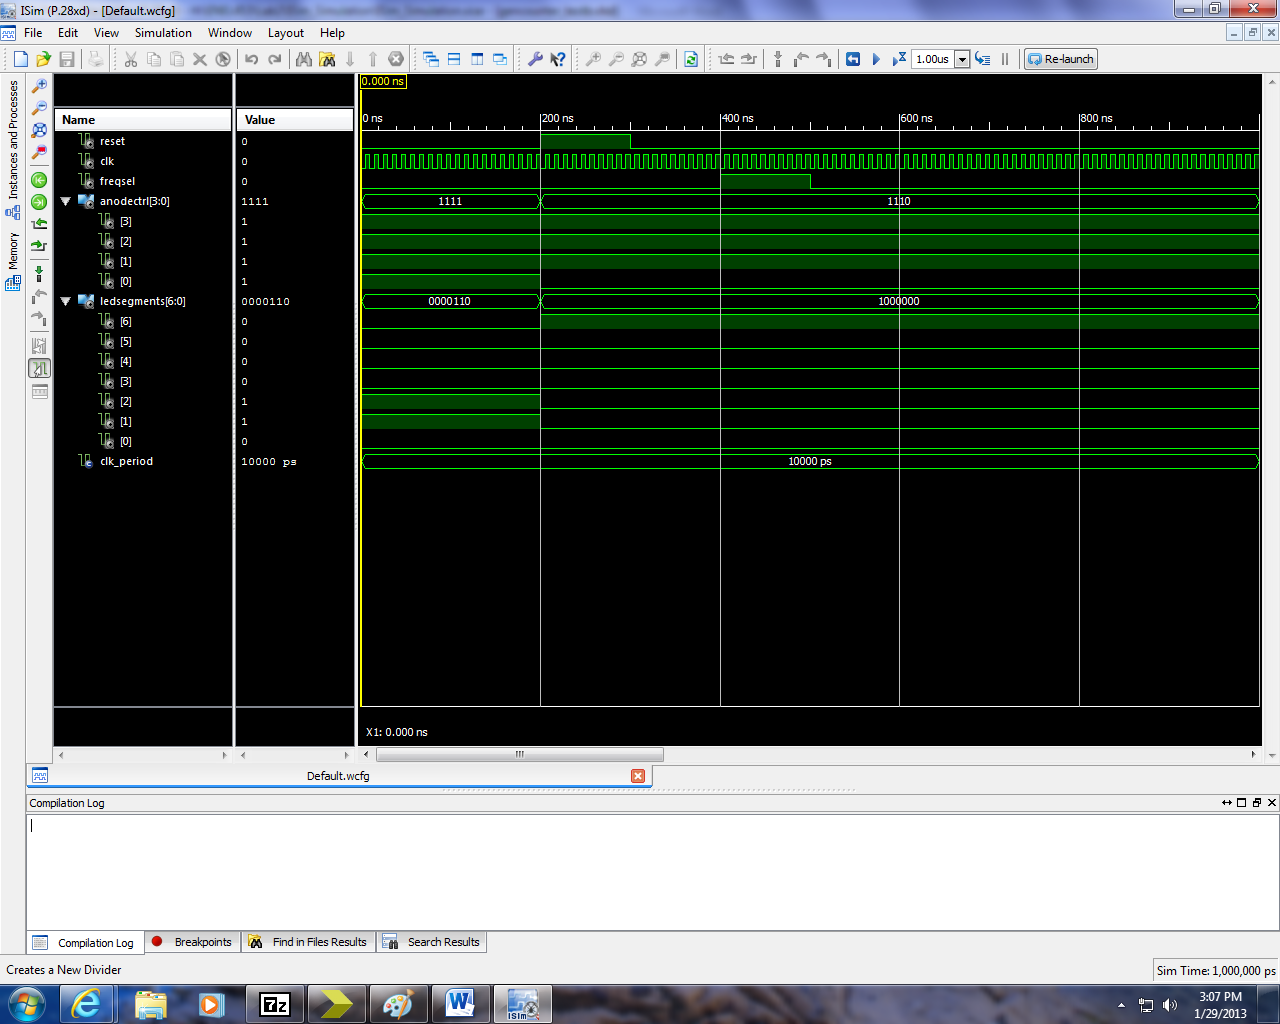 ISim (P.28xd) - [Default.wcfg]
File Edit View Simulation Window Layout Help
1.00us Re-launch
Instances and Processes
Memory
Name Value
0.000 ns
0 ns 200 ns 400 ns 600 ns 800 ns
reset 0
clk 0
freqsel 0
anodectrl[3:0] 1111 1111 1110
[3] 1
[2] 1
[1] 1
[0] 1
ledsegments[6:0] 0000110 0000110 1000000
[6] 0
[5] 0
[4] 0
[3] 0
[2] 1
[1] 1
[0] 0
clk_period 10000 ps 10000 ps
X1: 0.000 ns
Default.wcfg
Compilation Log
Compilation Log Breakpoints Find in Files Results Search Results
Creates a New Divider
Sim Time: 1,000,000 ps
7z
W
ISim
3:07 PM
1/29/2013